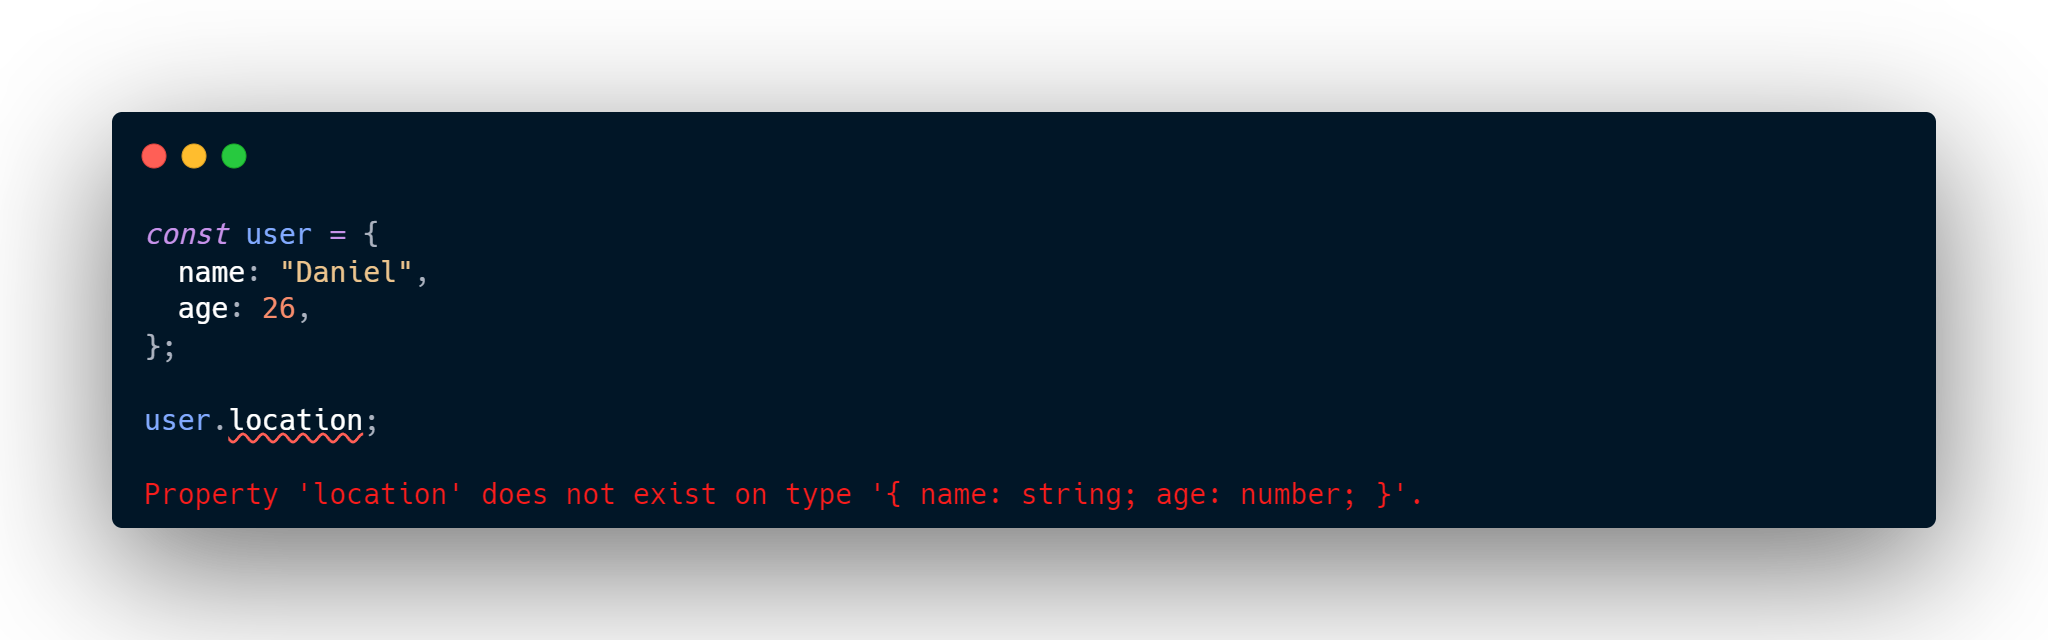 const user = {
  name: "Daniel",
  age: 26,
};

user.location;

Property 'location' does not exist on type '{ name: string; age: number; }'.